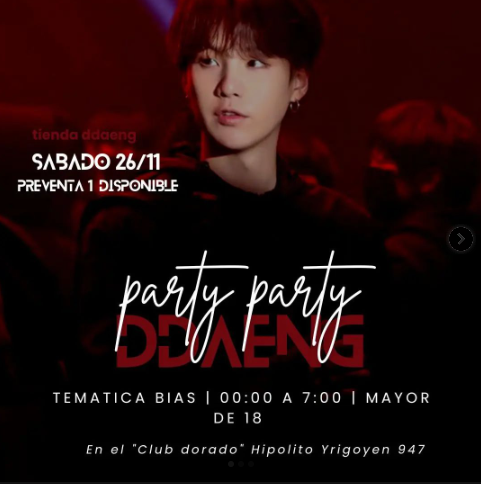 tienda ddaeng
SABADO 26/11
PREVENTA 1 DISPONIBLE
party party
DDAENG
TEMATICA BIAS | 00:00 A 7:00 | MAYOR
DE 18
En el "Club dorado" Hipolito Yrigoyen 947